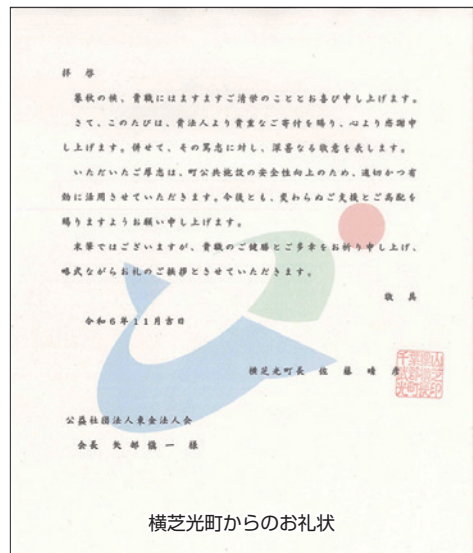 拝啓
暮秋の候、貴職にはますますご清栄のこととお喜び申し上げます。
さて、このたびは、貴法人より貴重なご寄付を賜り、心より感謝申
し上げます。併せて、その篤志に対し、深甚なる敬意を表します。
いただいたご厚志は、町公共施設の安全性向上のため、適切かつ有
効に活用させていただきます。今後とも、変わらぬご支援とご高配を
賜りますようお願い申し上げます。
末筆ではございますが、貴職のご健勝とご多幸をお祈り申し上げ、
略式ながらお礼のご挨拶とさせていただきます。
敬具
令和6年11月吉日
横芝光町長 佐藤晴彦
公益社団法人東金法人会
会長 矢部慎一 様
横芝光町からのお礼状